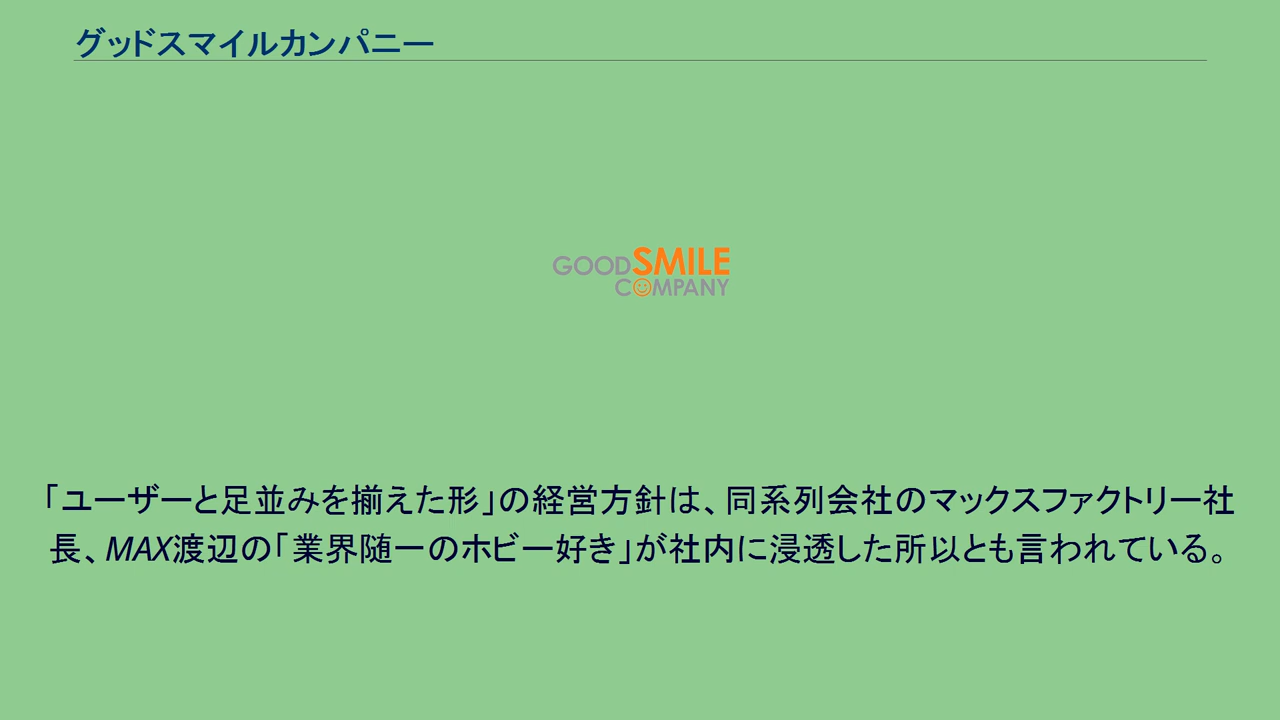 グッドスマイルカンパニー
GOODSMILE
COMPANY
「ユーザーと足並みを揃えた形」の経営方針は、同系列会社のマックスファクトリー社
長、MAX渡辺の「業界随一のホビー好き」が社内に浸透した所以とも言われている。